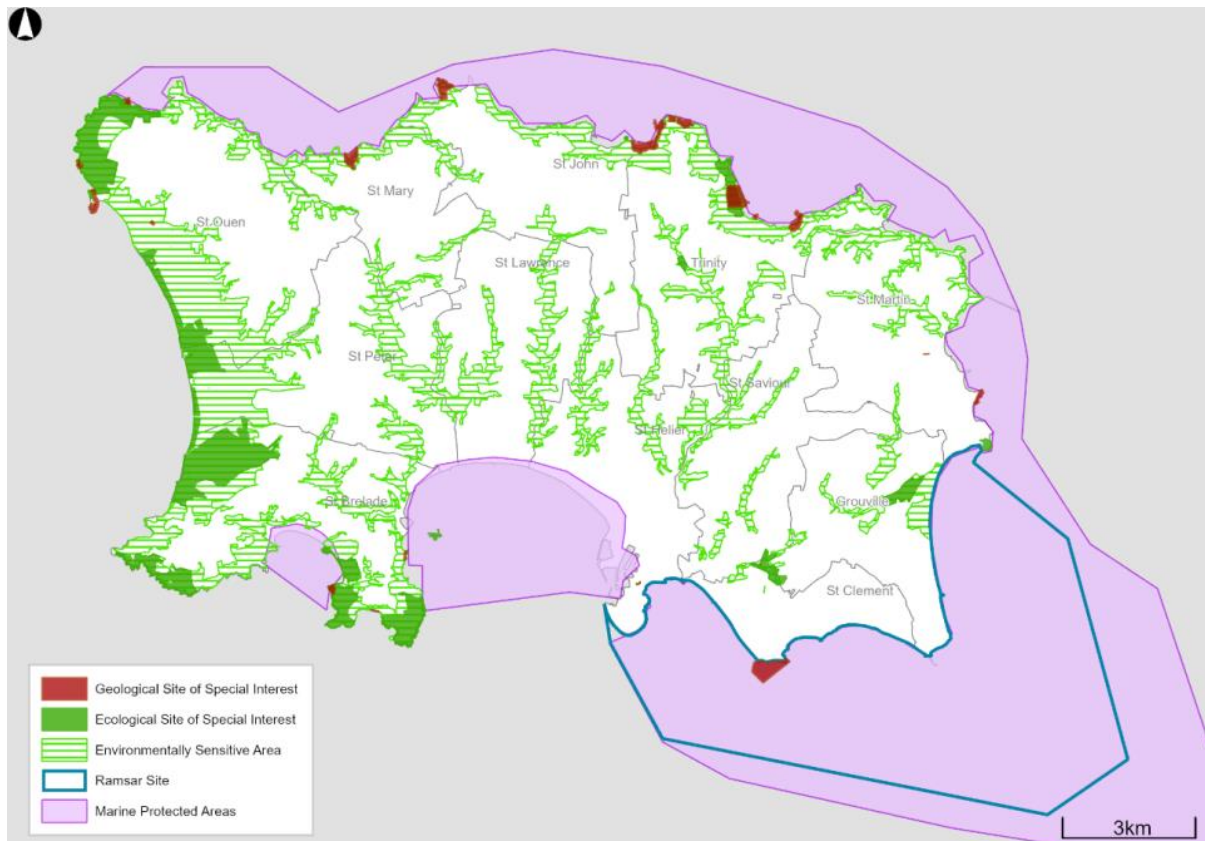 St John
St Mary
St Ouen
St Lawrence
Trinity
St Martin
St Peter
St Saviour
St Helier
St Brelade
Grouville
St Clement
Geological Site of Special Interest
Ecological Site of Special Interest
Environmentally Sensitive Area
Ramsar Site
Marine Protected Areas
3km